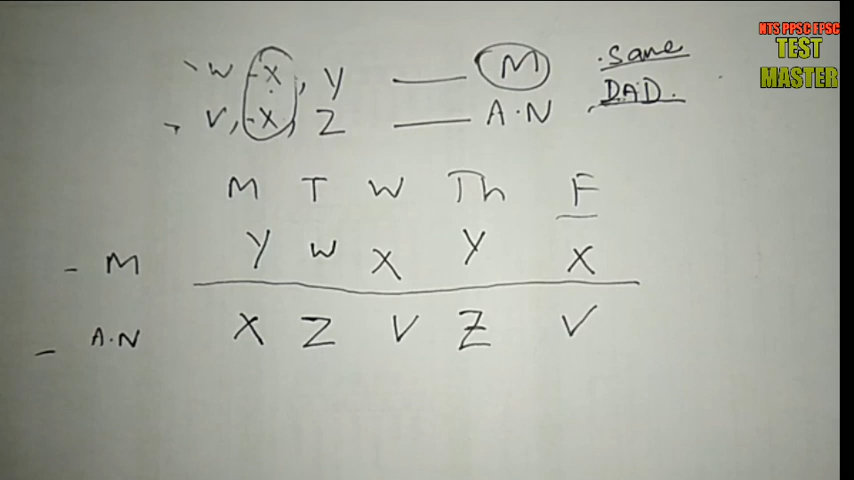 W - X, Y — M . Same
V, - X, Z — A.N DAD.
M T W Th F
- M Y W X Y X
- A.N X Z V Z V
NTS PPSC FPSC
TEST
MASTER